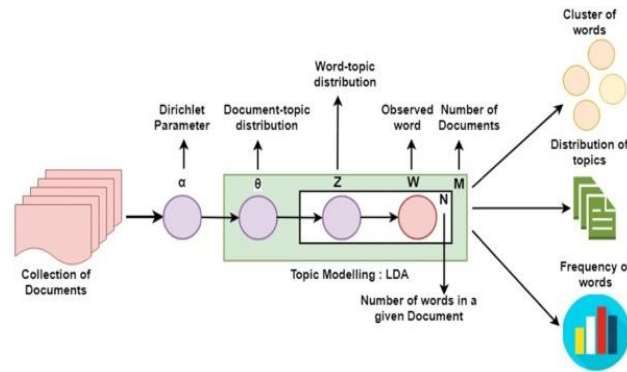 Cluster of
words
Word-topic
distribution
Dirichlet
Parameter
Document-topic
distribution
Observed
word
Number of
Documents
Distribution of
topics
α
θ
Z
W
M
N
Collection of
Documents
Topic Modelling : LDA
Number of words in a
given Document
Frequency of
words